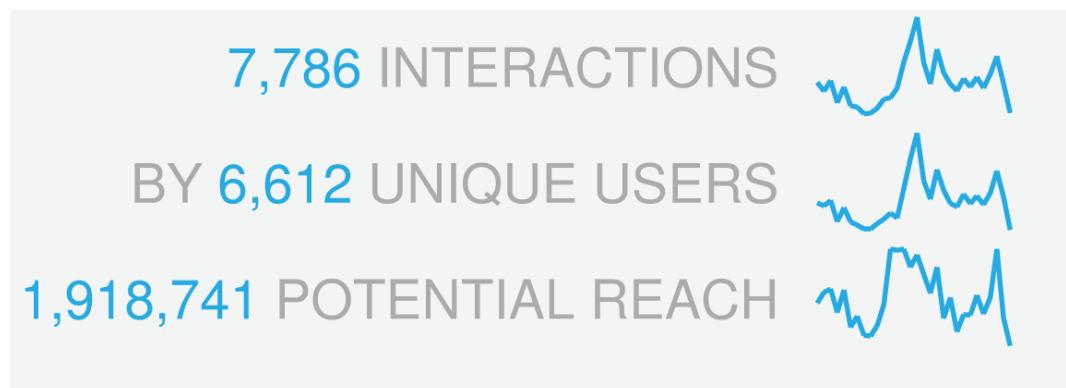 7,786 INTERACTIONS
BY 6,612 UNIQUE USERS
1,918,741 POTENTIAL REACH